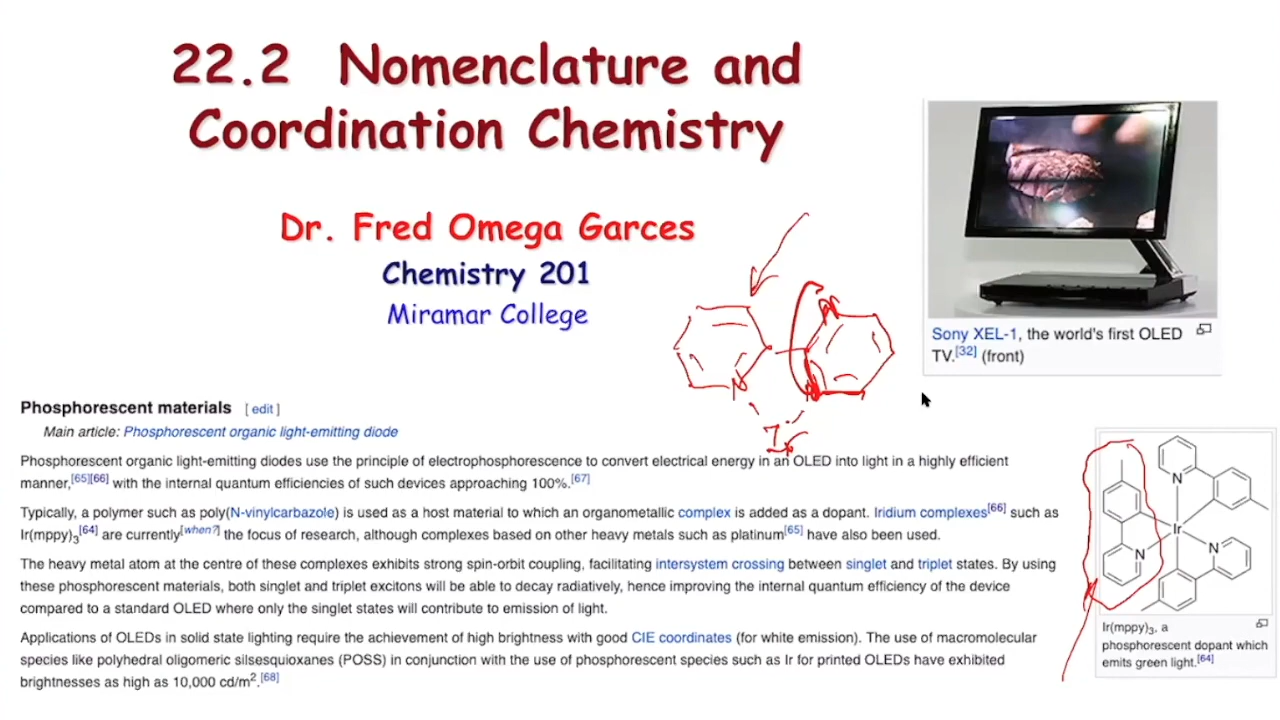 22.2 Nomenclature and
Coordination Chemistry
Dr. Fred Omega Garces
Chemistry 201
Miramar College
Sony XEL-1, the world's first OLED
TV.[32] (front)
N
N
N
Ir
Phosphorescent materials [ edit ]
Main article: Phosphorescent organic light-emitting diode
Phosphorescent organic light-emitting diodes use the principle of electrophosphorescence to convert electrical energy in an OLED into light in a highly efficient
manner,[65][66] with the internal quantum efficiencies of such devices approaching 100%.[67]
Typically, a polymer such as poly(N-vinylcarbazole) is used as a host material to which an organometallic complex is added as a dopant. Iridium complexes[66] such as
Ir(mppy)3[64] are currently[when?] the focus of research, although complexes based on other heavy metals such as platinum[65] have also been used.
The heavy metal atom at the centre of these complexes exhibits strong spin-orbit coupling, facilitating intersystem crossing between singlet and triplet states. By using
these phosphorescent materials, both singlet and triplet excitons will be able to decay radiatively, hence improving the internal quantum efficiency of the device
compared to a standard OLED where only the singlet states will contribute to emission of light.
Applications of OLEDs in solid state lighting require the achievement of high brightness with good CIE coordinates (for white emission). The use of macromolecular
species like polyhedral oligomeric silsesquioxanes (POSS) in conjunction with the use of phosphorescent species such as Ir for printed OLEDs have exhibited
brightnesses as high as 10,000 cd/m2.[68]
N
Ir
N
N
Ir(mppy)3, a
phosphorescent dopant which
emits green light.[64]